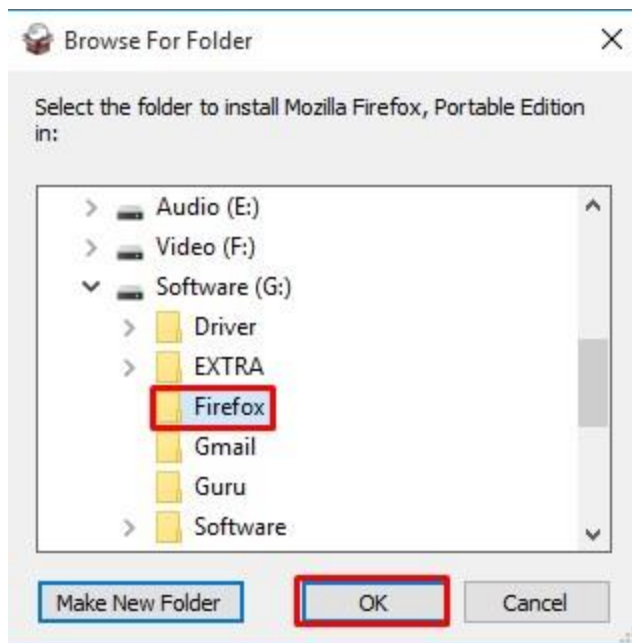 Browse For Folder
Select the folder to install Mozilla Firefox, Portable Edition
in:
Audio (E:)
Video (F:)
Software (G:)
Driver
EXTRA
Firefox
Gmail
Guru
Software
Make New Folder
OK
Cancel